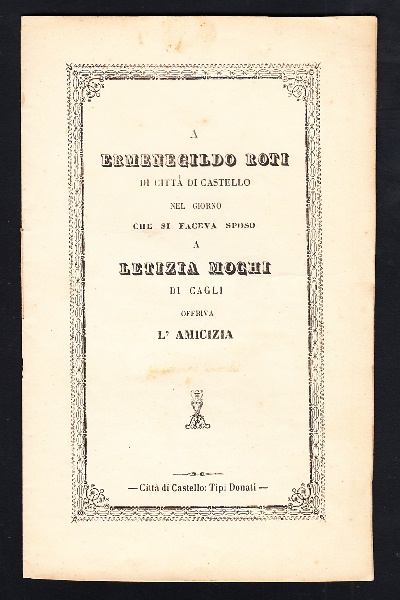 A
ERMENEGILDO ROTI
DI CITTÀ DI CASTELLO
NEL GIORNO
CHE SI FACEVA SPOSO
A
LETIZIA MOCHI
DI CAGLI
OFFRIVA
L' AMICIZIA
— Città di Castello: Tipi Donati —